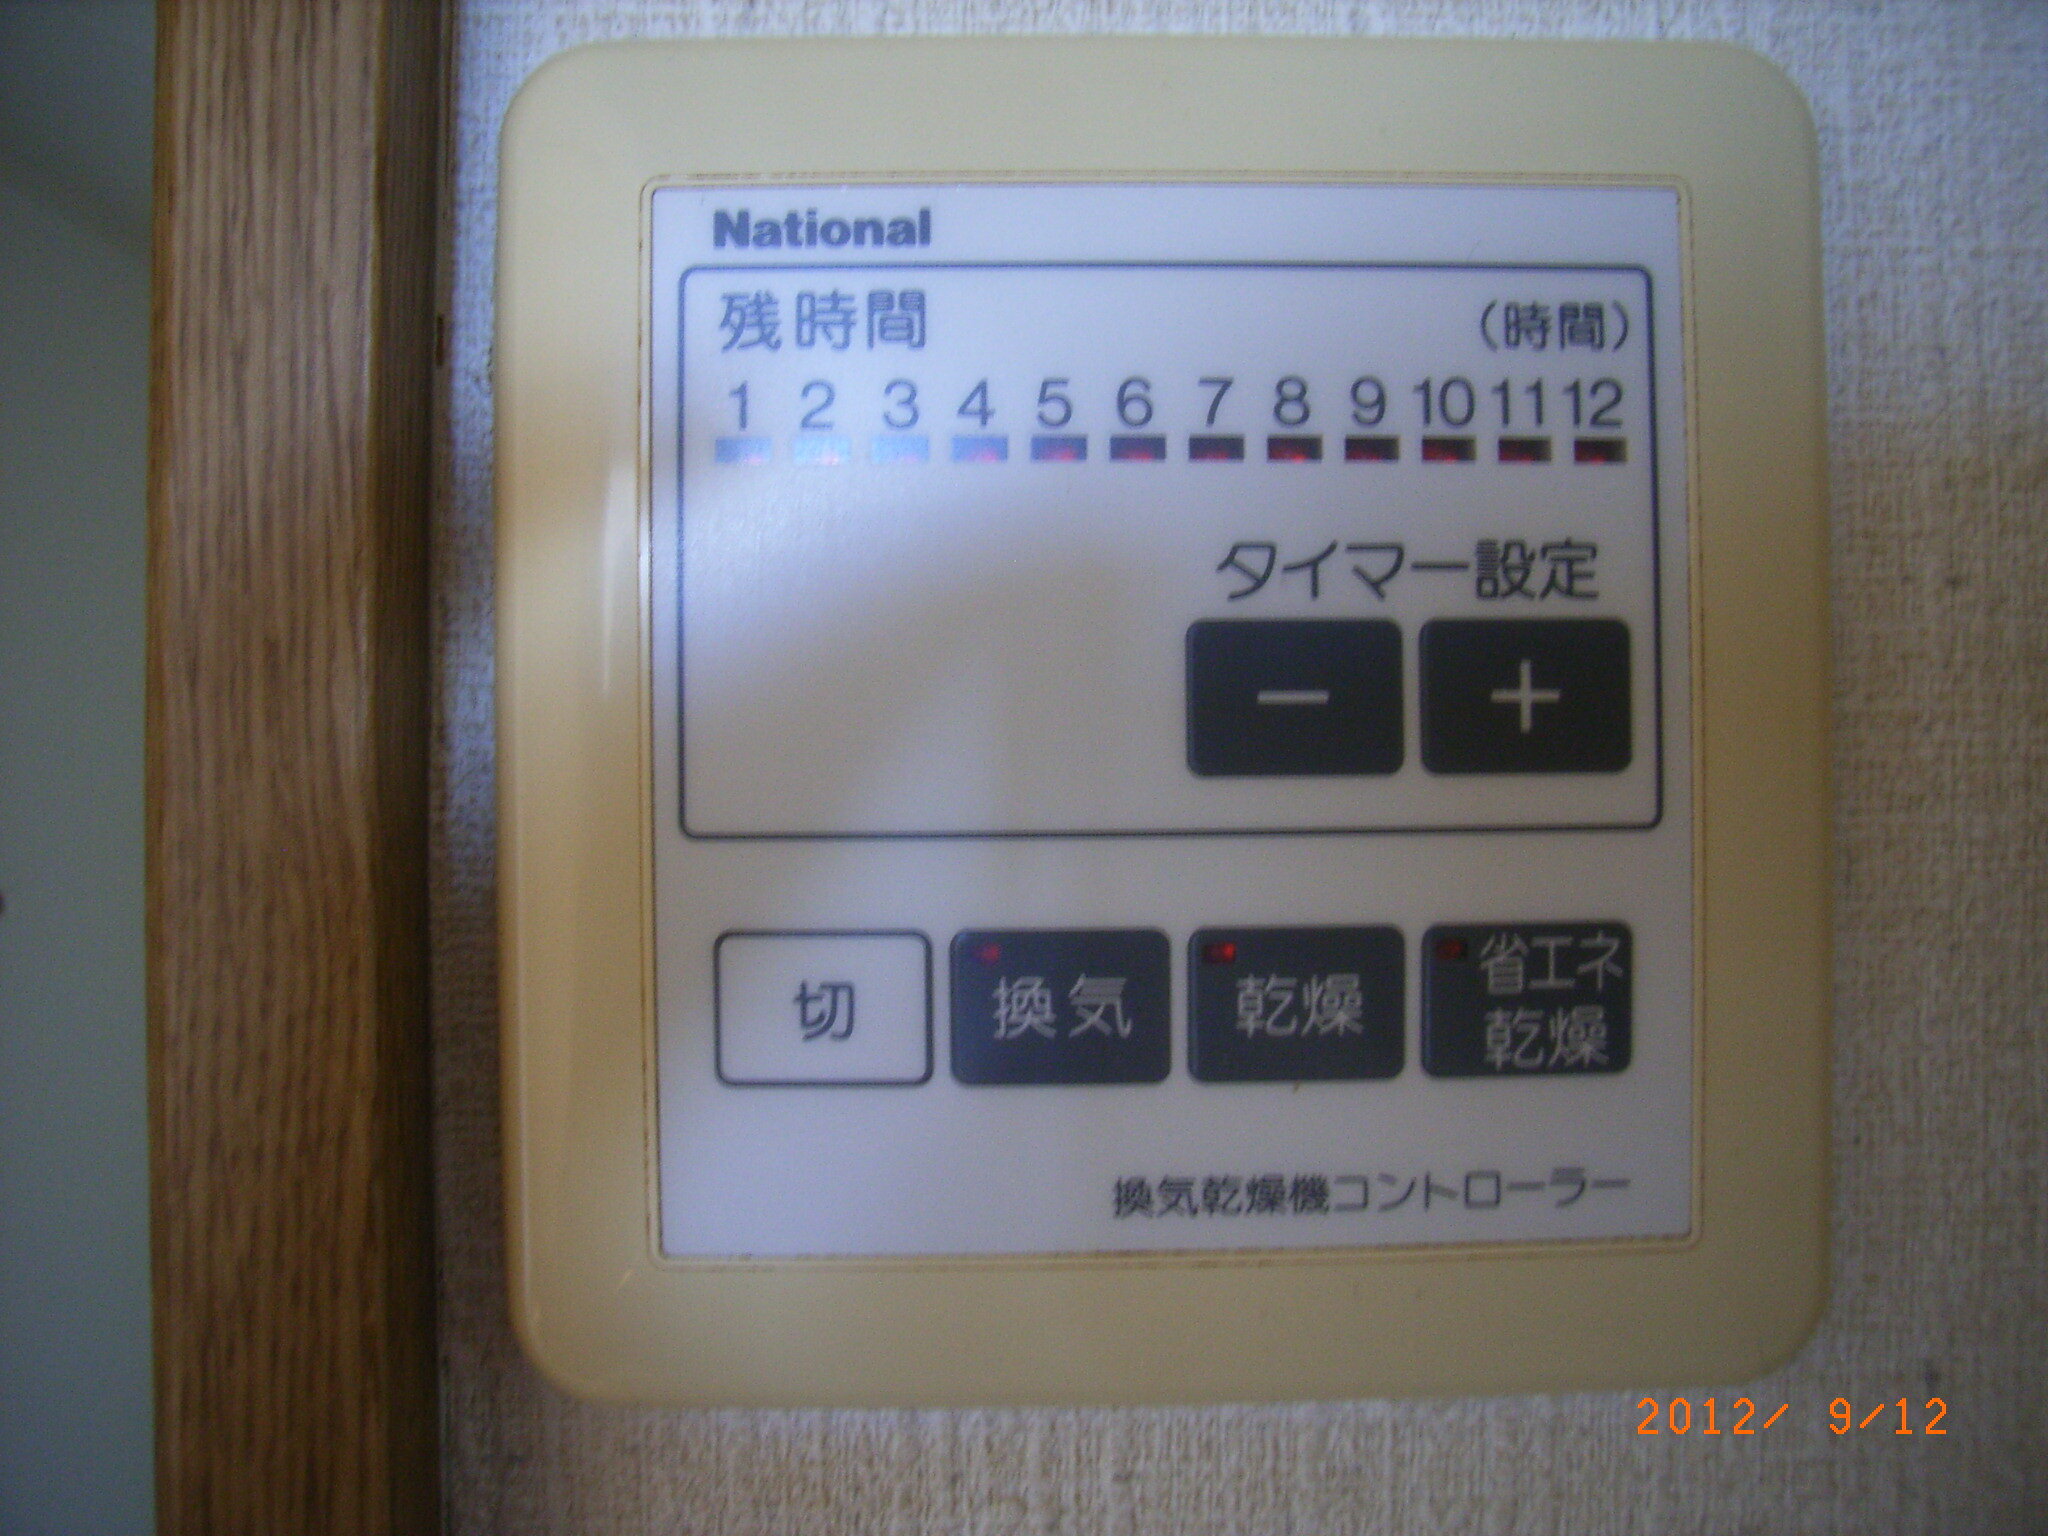 National
残時間 (時間)
1 2 3 4 5 6 7 8 9 10 11 12
タイマー設定
− +
切 換気 乾燥 省エネ乾燥
換気乾燥機コントローラー
2012/ 9/12